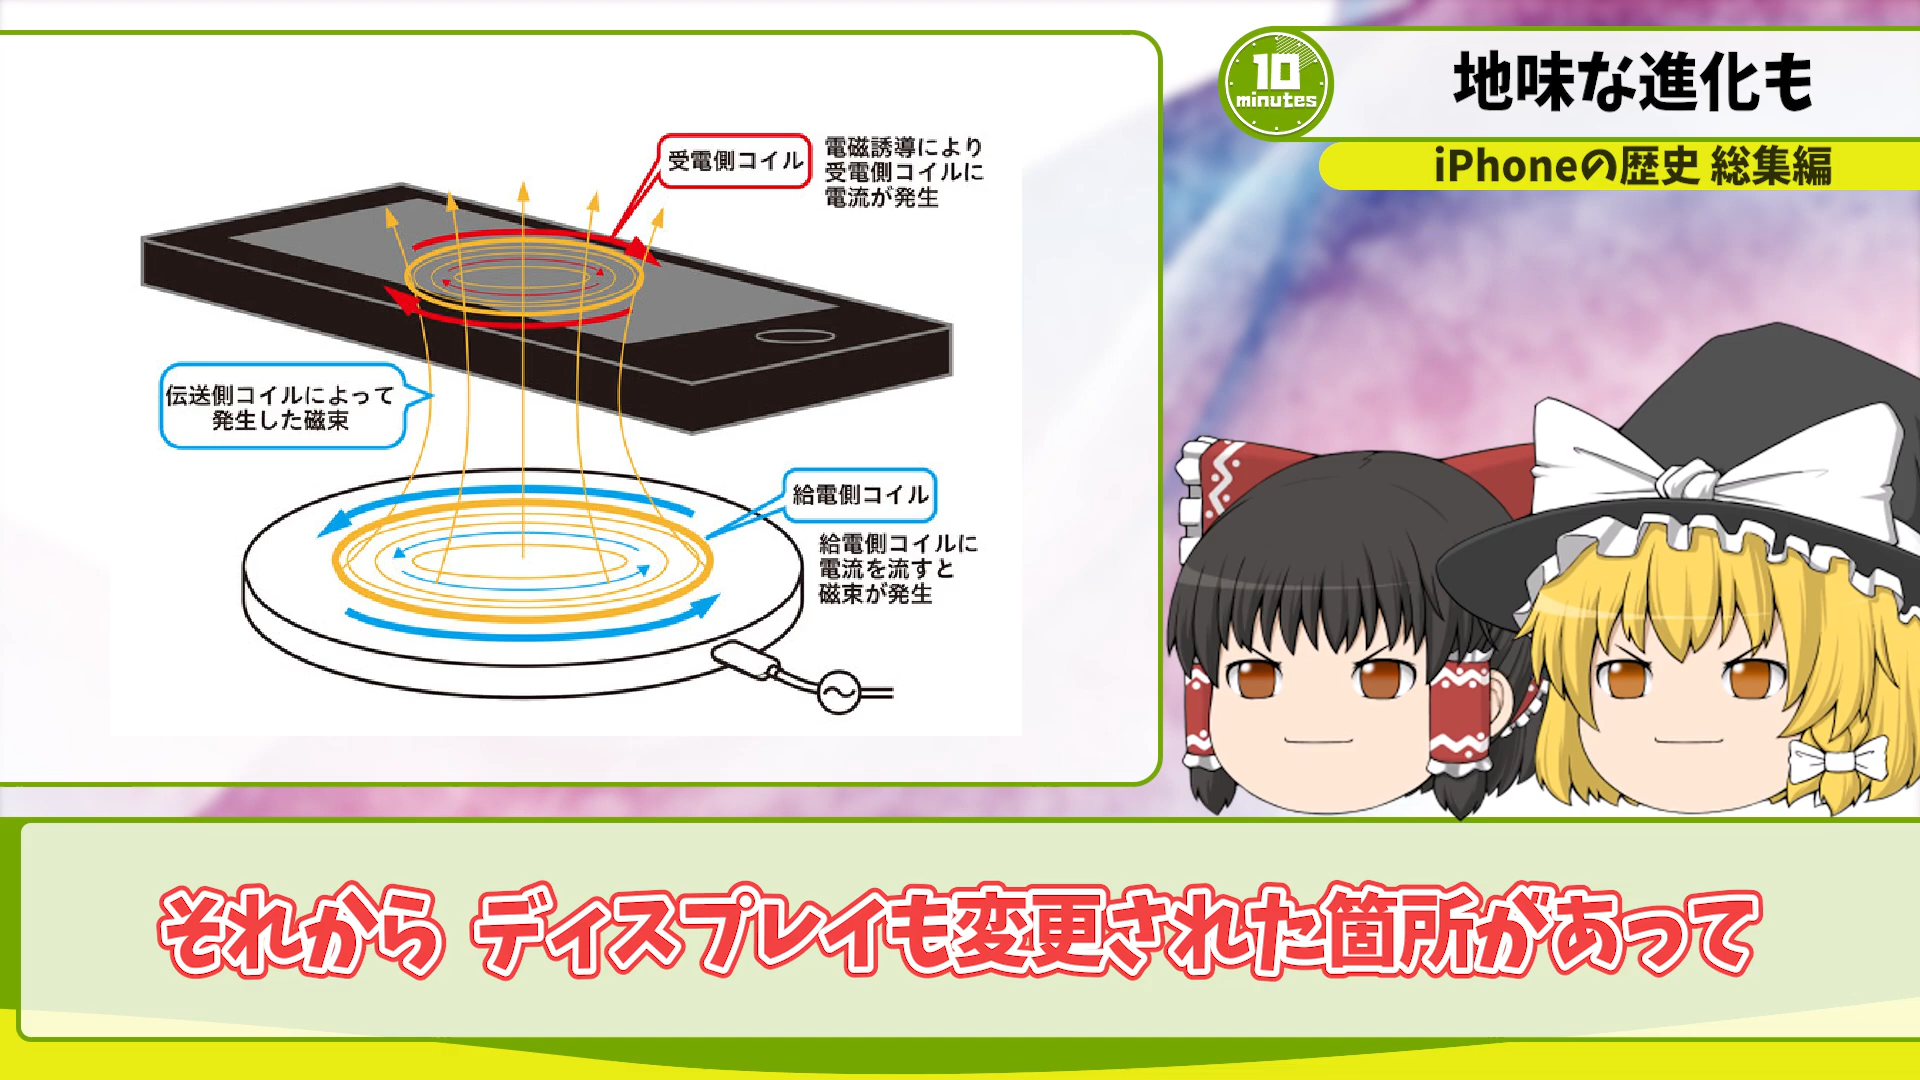 10
minutes
地味な進化も
iPhoneの歴史 総集編
受電側コイル
電磁誘導により
受電側コイルに
電流が発生
伝送側コイルによって
発生した磁束
給電側コイル
給電側コイルに
電流を流すと
磁束が発生
それから ディスプレイも変更された箇所があって